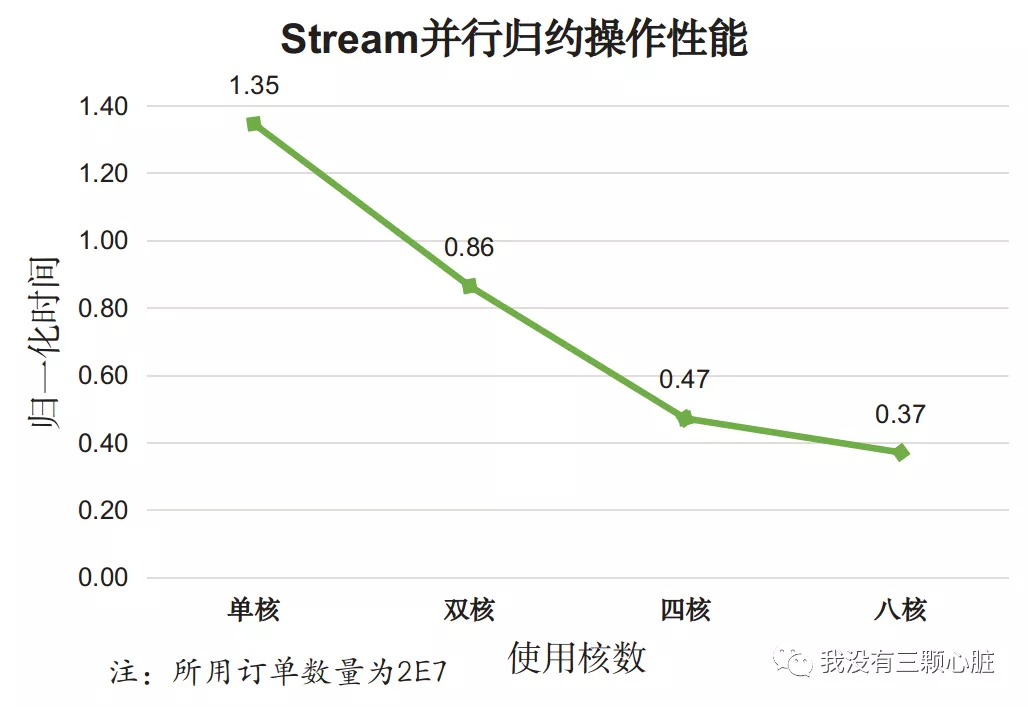 Stream并行归约操作性能
1.35
1.40
1.20
1.00
0.86
0.80
0.60
0.47
0.40
0.37
0.20
0.00
归一化时间
单核 双核 四核 八核
使用核数
注：所用订单数量为2E7
我没有三颗心脏